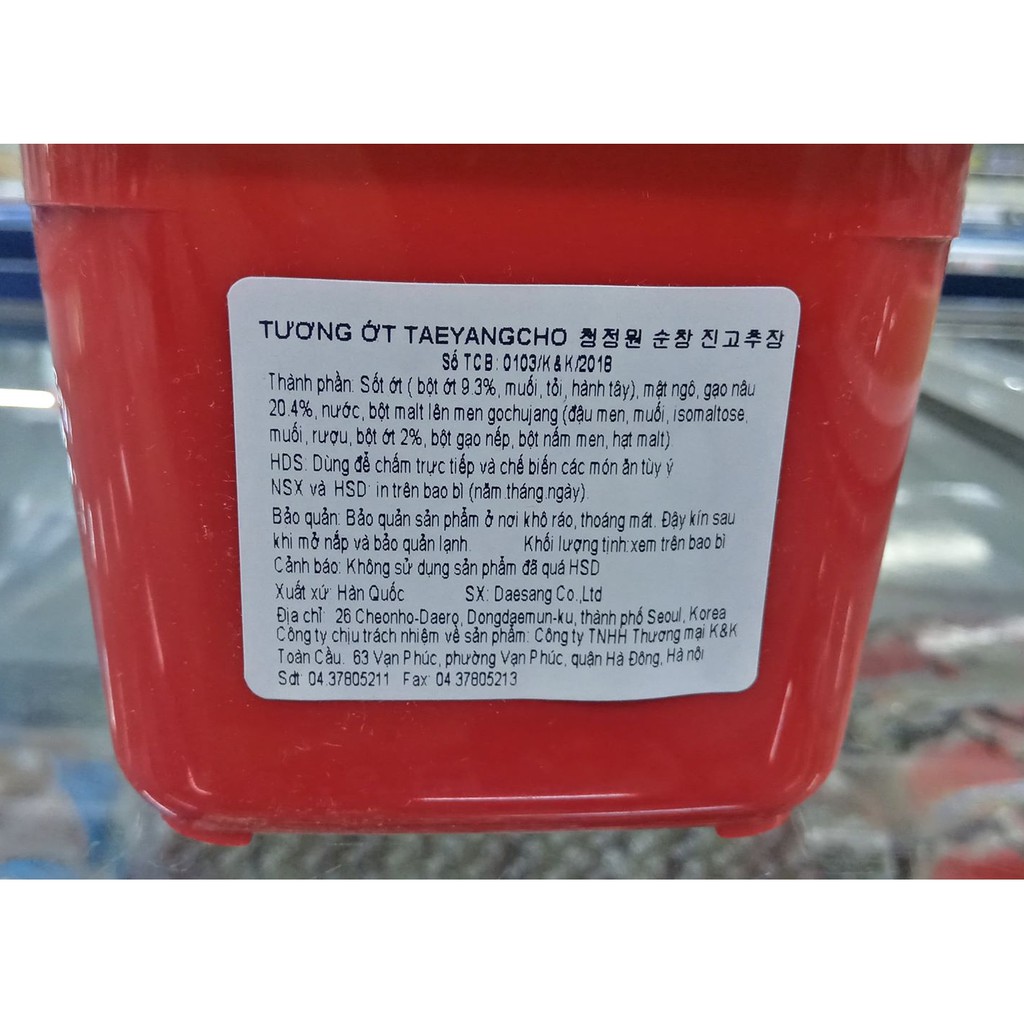 TƯƠNG ỚT TAEYANGCHO 청정원 순창 진고추장
Số TCB: 0103/K&K/2018
Thành phần: Sốt ớt ( bột ớt 9.3%, muối, tỏi, hành tây), mật ngô, gạo nâu
20.4%, nước, bột malt lên men gochujang (đậu men, muối, isomaltose,
muối, rượu, bột ớt 2%, bột gạo nếp, bột nấm men, hạt malt).
HDS: Dùng để chấm trực tiếp và chế biến các món ăn tùy ý
NSX và HSD: in trên bao bì (năm.tháng.ngày).
Bảo quản: Bảo quản sản phẩm ở nơi khô ráo, thoáng mát. Đậy kín sau
khi mở nắp và bảo quản lạnh. Khối lượng tịnh:xem trên bao bì
Cảnh báo: Không sử dụng sản phẩm đã quá HSD
Xuất xứ: Hàn Quốc SX: Daesang Co.,Ltd
Địa chỉ: 26 Cheonho-Daero, Dongdaemun-ku, thành phố Seoul, Korea
Công ty chịu trách nhiệm về sản phẩm: Công ty TNHH Thương mại K&K
Toàn Cầu. 63 Vạn Phúc, phường Vạn Phúc, quận Hà Đông, Hà nội
Sdt: 04.37805211 Fax: 04 37805213